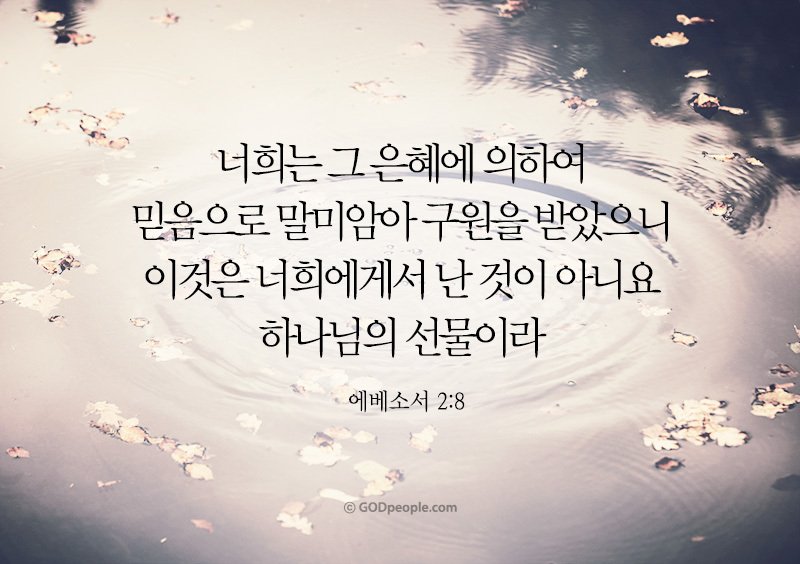 너희는 그 은혜에 의하여
믿음으로 말미암아 구원을 받았으니
이것은 너희에게서 난 것이 아니요
하나님의 선물이라
에베소서 2:8
© GODpeople.com